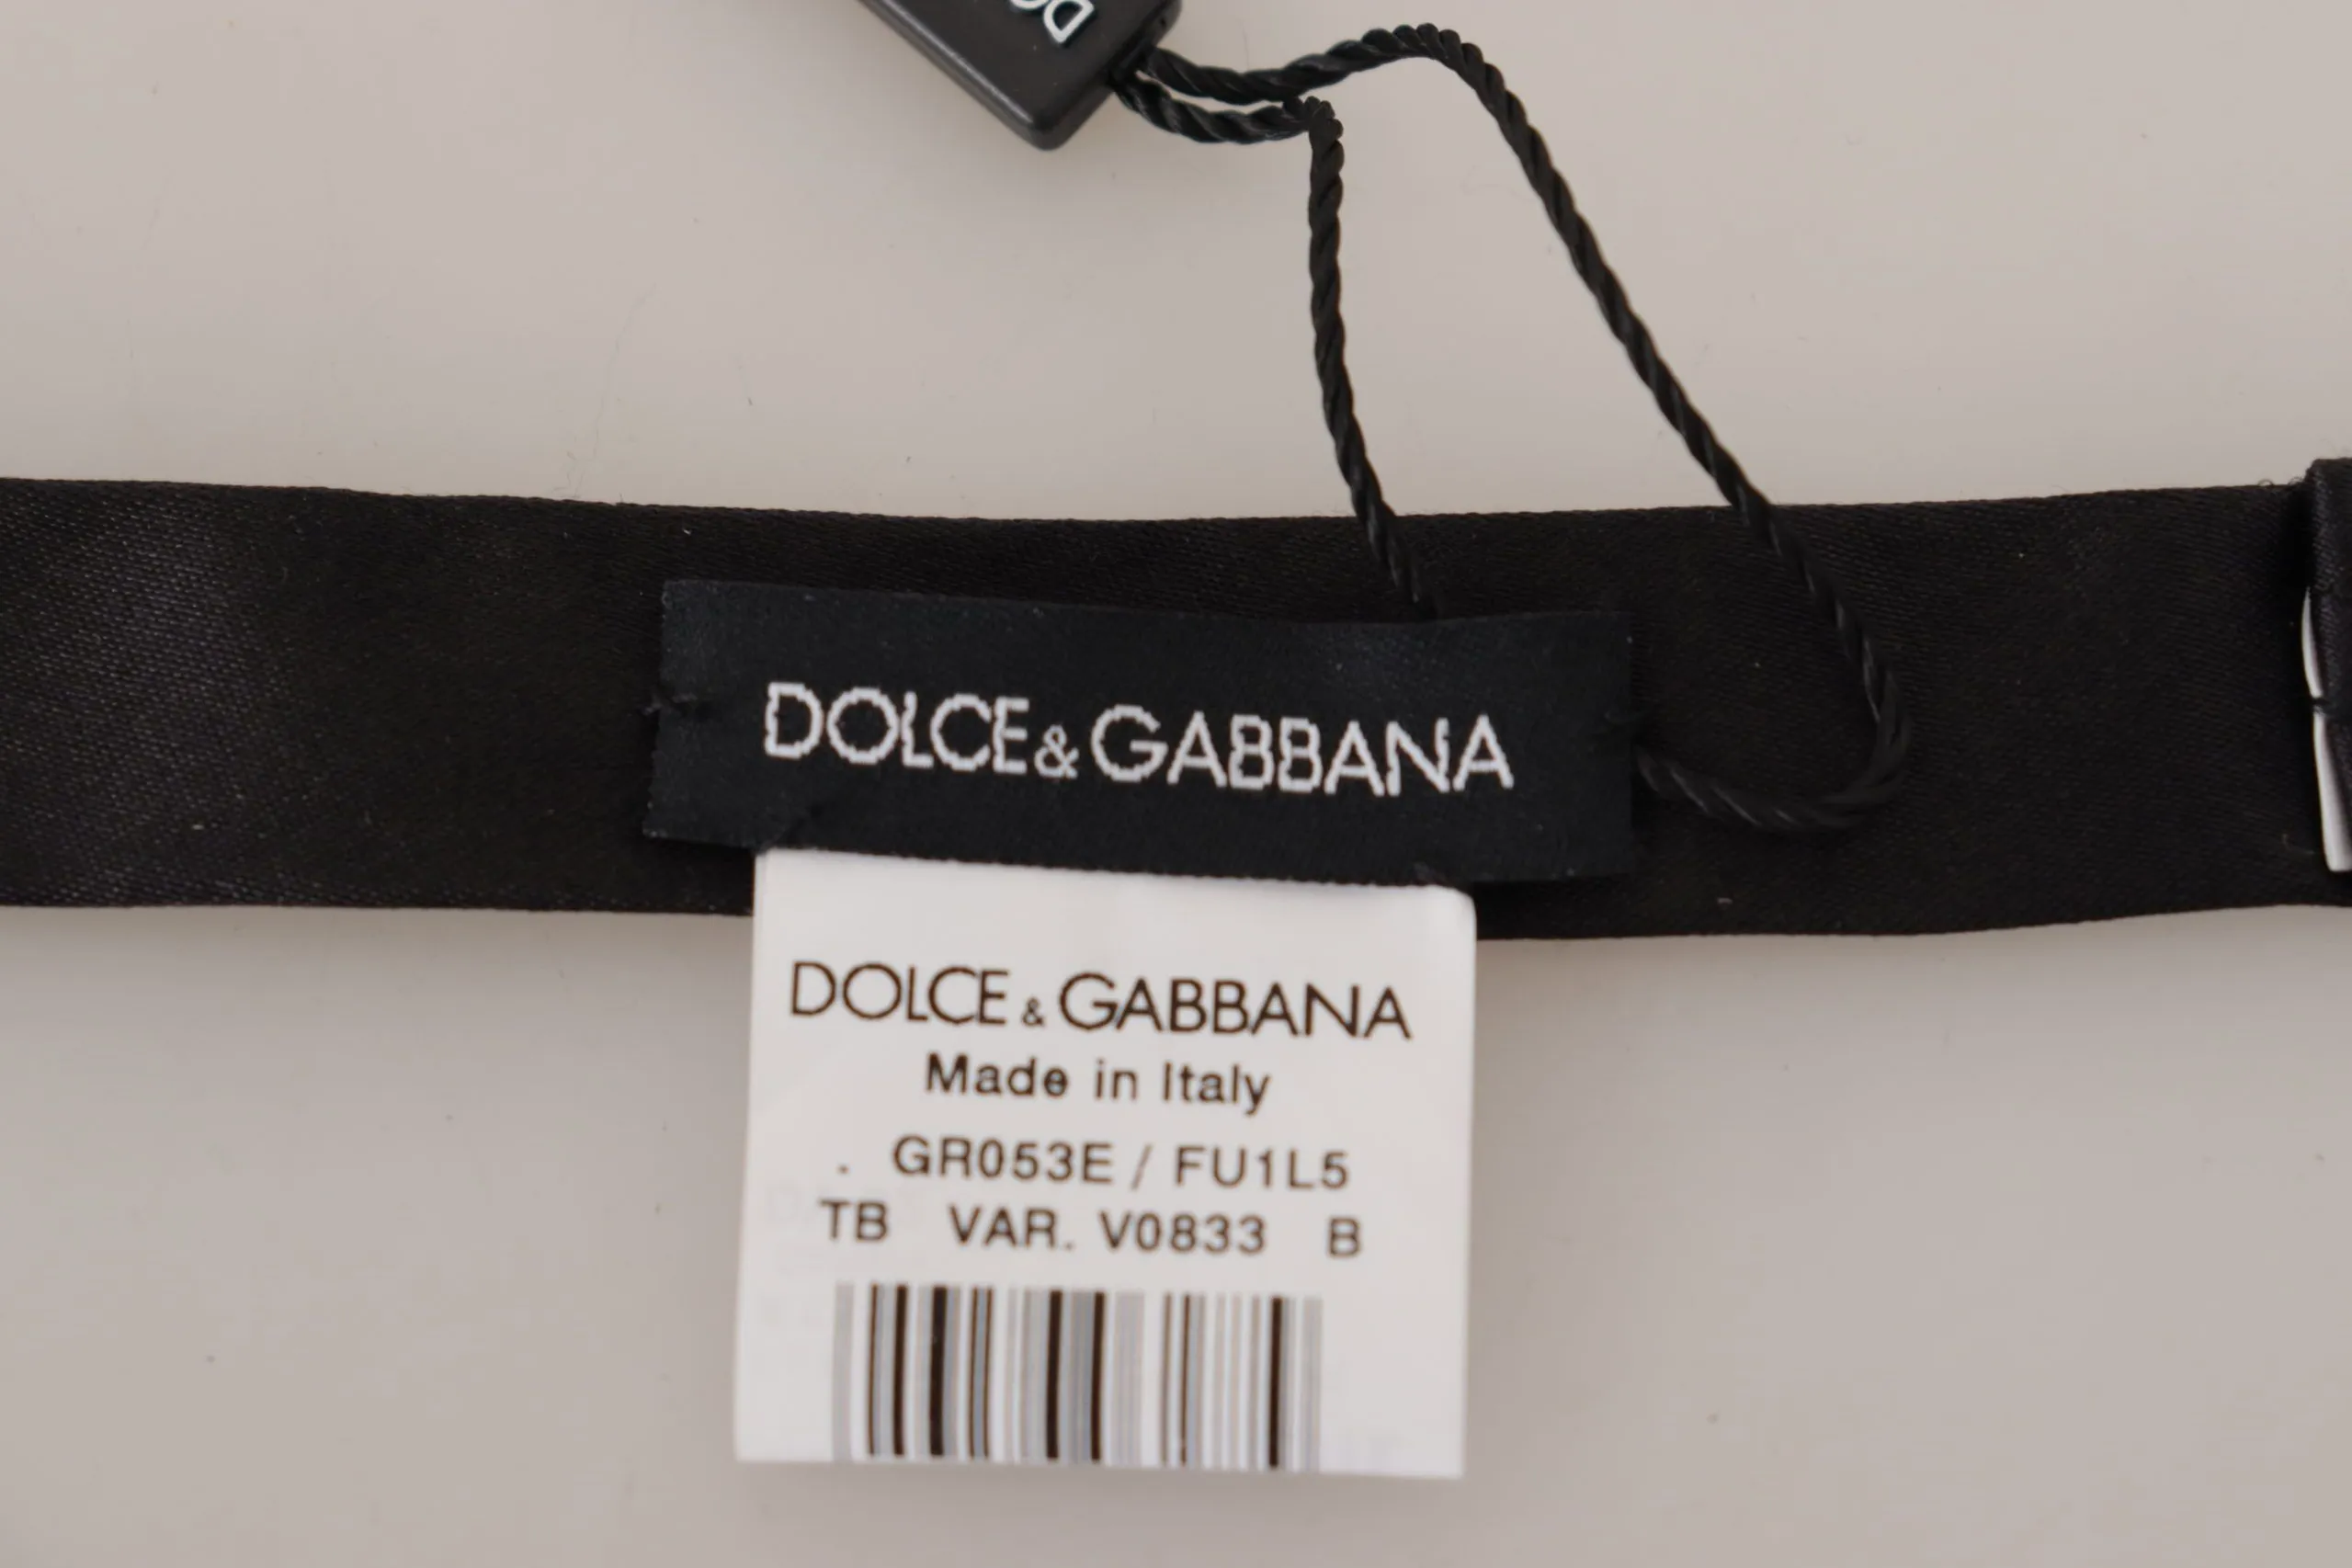 DOLCE&GABBANA
DOLCE & GABBANA
Made in Italy
. GR053E / FU1L5
TB VAR. V0833 B